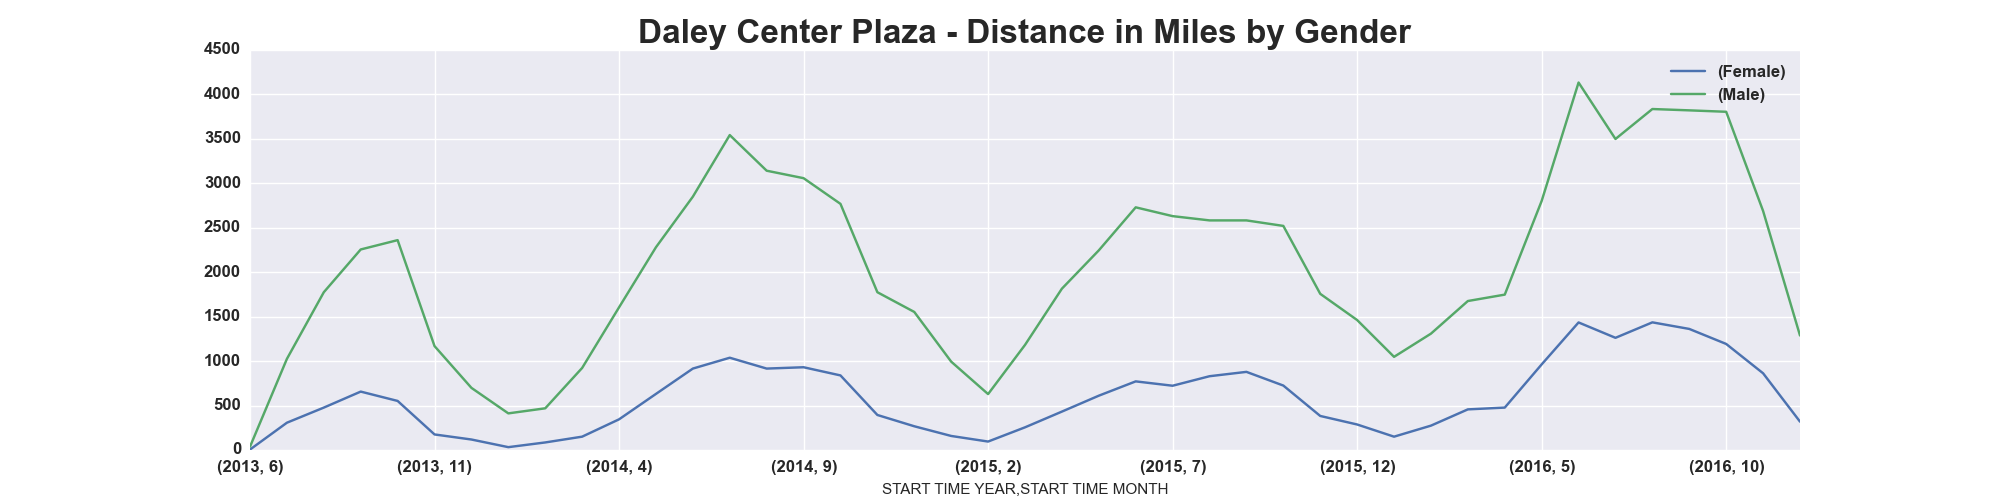 Daley Center Plaza - Distance in Miles by Gender
4500
4000
3500
3000
2500
2000
1500
1000
500
0
(Female)
(Male)
(2013, 6) (2013, 11) (2014, 4) (2014, 9) (2015, 2) (2015, 7) (2015, 12) (2016, 5) (2016, 10)
START TIME YEAR,START TIME MONTH